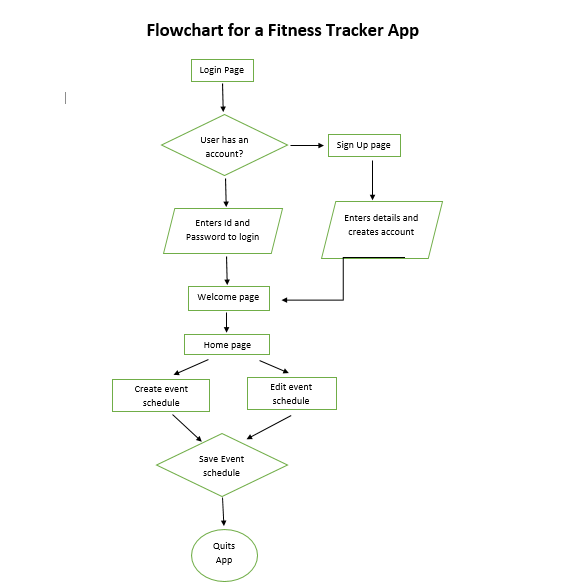 Flowchart for a Fitness Tracker App
Login Page
User has an
account?
Sign Up page
Enters Id and
Password to login
Enters details and
creates account
Welcome page
Home page
Create event
schedule
Edit event
schedule
Save Event
schedule
Quits
App